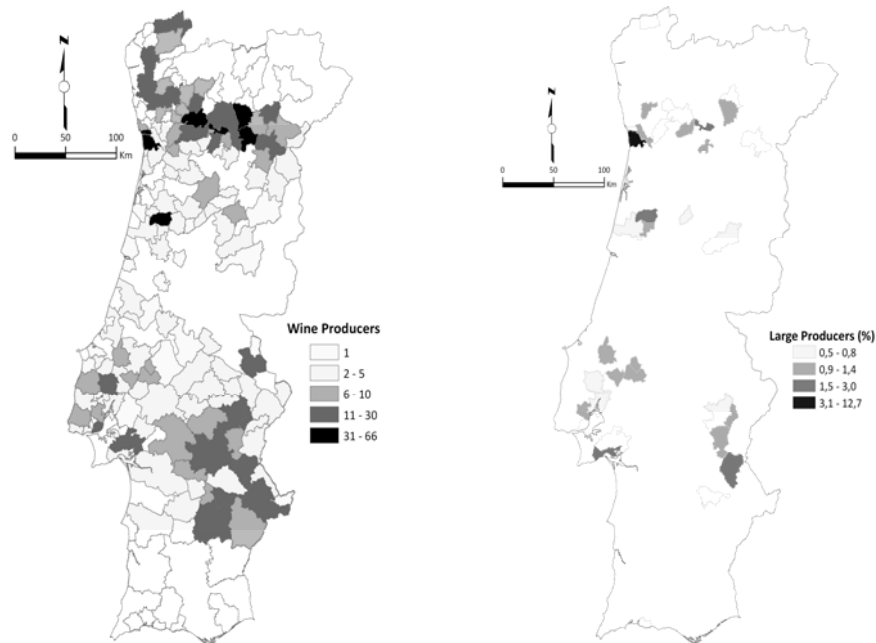 N
0 50 100
Km
Wine Producers
1
2 - 5
6 - 10
11 - 30
31 - 66
N
0 50 100
Km
Large Producers (%)
0,5 - 0,8
0,9 - 1,4
1,5 - 3,0
3,1 - 12,7